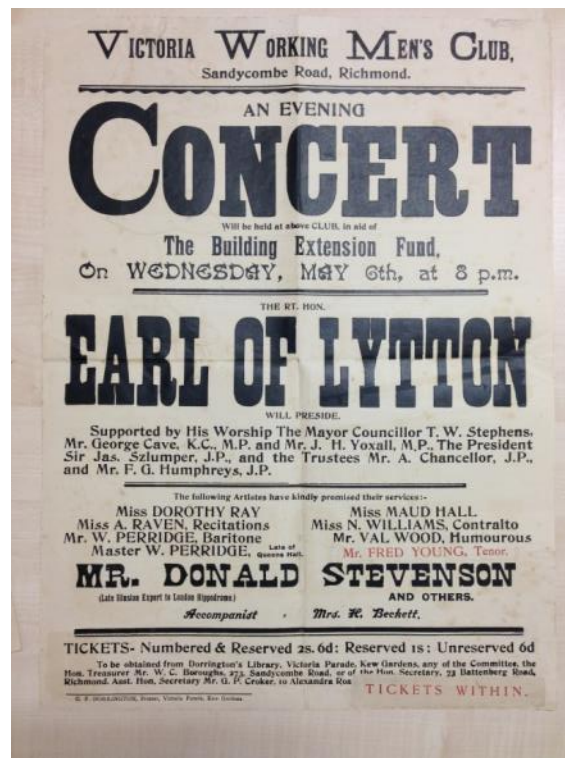 VICTORIA WORKING MEN'S CLUB,
Sandycombe Road, Richmond.
AN EVENING
CONCERT
Will be held at above CLUB, in aid of
The Building Extension Fund,
On WEDNESDAY, MAY 6th, at 8 p.m.
THE RT. HON.
EARL OF LYTTON
WILL PRESIDE.
Supported by His Worship The Mayor Councillor T. W. Stephens,
Mr. George Cave, K.C., M.P. and Mr. J. H. Yoxall, M.P., The President
Sir Jas. Szlumper, J.P., and the Trustees Mr. A. Chancellor, J.P.,
and Mr. F. G. Humphreys, J.P.
The following Artistes have kindly promised their services:-
Miss DOROTHY RAY Miss MAUD HALL
Miss A. RAVEN, Recitations Miss N. WILLIAMS, Contralto
Mr. W. PERRIDGE, Baritone Mr. VAL WOOD, Humourous
Master W. PERRIDGE, Late of Queens Hall. Mr. FRED YOUNG, Tenor.
MR. DONALD STEVENSON
(Late Illusion Expert to London Hippodrome) AND OTHERS.
Accompanist - Mrs. H. Beckett.
TICKETS- Numbered & Reserved 2s. 6d: Reserved 1s: Unreserved 6d
To be obtained from Dorrington's Library, Victoria Parade, Kew Gardens, any of the Committee, the
Hon. Treasurer Mr. W. C. Boroughs, 273, Sandycombe Road, or of the Hon. Secretary, 73 Battenberg Road,
Richmond. Asst. Hon. Secretary Mr. G. P. Croker, 10 Alexandra Roa
TICKETS WITHIN.
DORRINGTON, Printer, Victoria Parade, Kew Gardens.